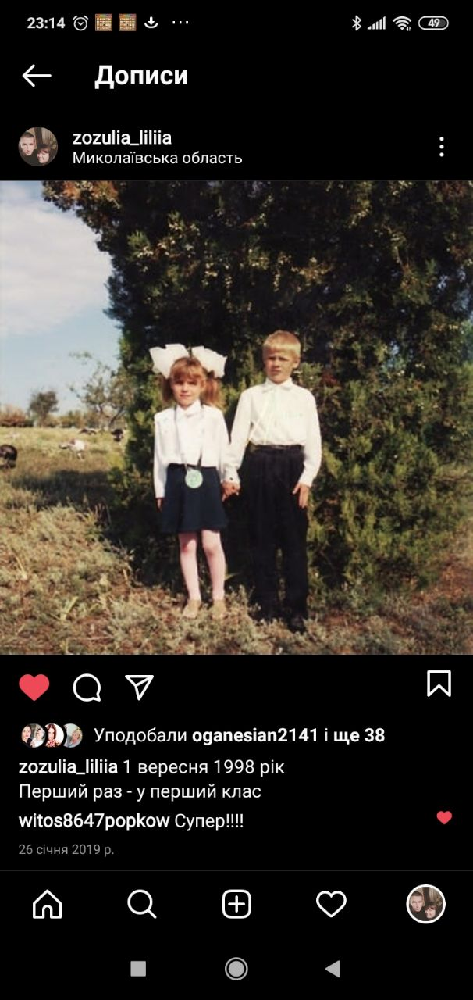 23:14
49
Дописи
zozulia_liliia
Миколаївська область
Уподобали oganesian2141 і ще 38
zozulia_liliia 1 вересня 1998 рік
Перший раз - у перший клас
witos8647popkow Супер!!!!
26 січня 2019 р.